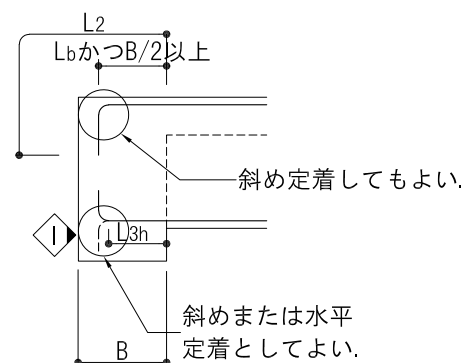 L2
LbかつB/2以上
斜め定着してもよい.
L3h
I
斜めまたは水平
定着としてよい.
B